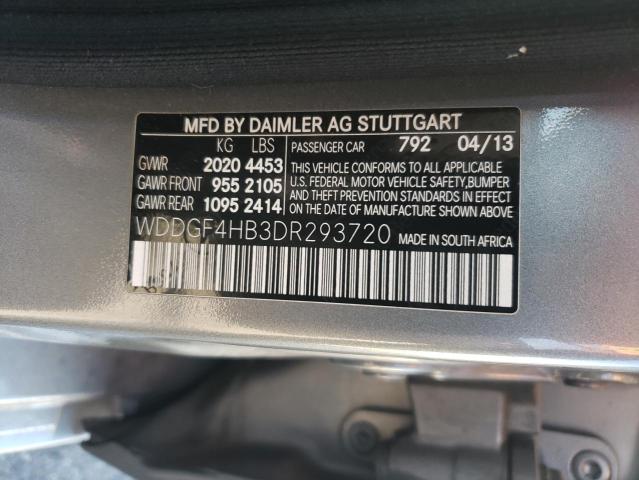 MFD BY DAIMLER AG STUTTGART
KG LBS PASSENGER CAR 792 04/13
GVWR 2020 4453 THIS VEHICLE CONFORMS TO ALL APPLICABLE
GAWR FRONT 955 2105 U.S. FEDERAL MOTOR VEHICLE SAFETY,BUMPER
AND THEFT PREVENTION STANDARDS IN EFFECT
GAWR REAR 1095 2414 ON THE DATE OF MANUFACTURE SHOWN ABOVE.
WDDGF4HB3DR293720 MADE IN SOUTH AFRICA